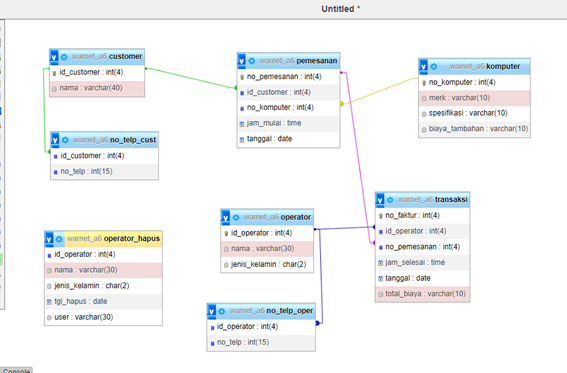 Untitled *
warnet_a6 customer
id_customer : int(4)
nama : varchar(40)
warnet_a6 no_telp_cust
id_customer : int(4)
no_telp : int(15)
warnet_a6 operator_hapus
id_operator : int(4)
nama : varchar(30)
jenis_kelamin : char(2)
tgl_hapus : date
user : varchar(30)
warnet_a6 pemesanan
no_pemesanan : int(4)
id_customer : int(4)
no_komputer : int(4)
jam_mulai : time
tanggal : date
warnet_a6 operator
id_operator : int(4)
nama : varchar(30)
jenis_kelamin : char(2)
warnet_a6 no_telp_oper
id_operator : int(4)
no_telp : int(15)
warnet_a6 komputer
no_komputer : int(4)
merk : varchar(10)
spesifikasi : varchar(10)
biaya_tambahan : varchar(10)
warnet_a6 transaksi
no_faktur : int(4)
id_operator : int(4)
no_pemesanan : int(4)
jam_selesai : time
tanggal : date
total_biaya : varchar(10)
Console